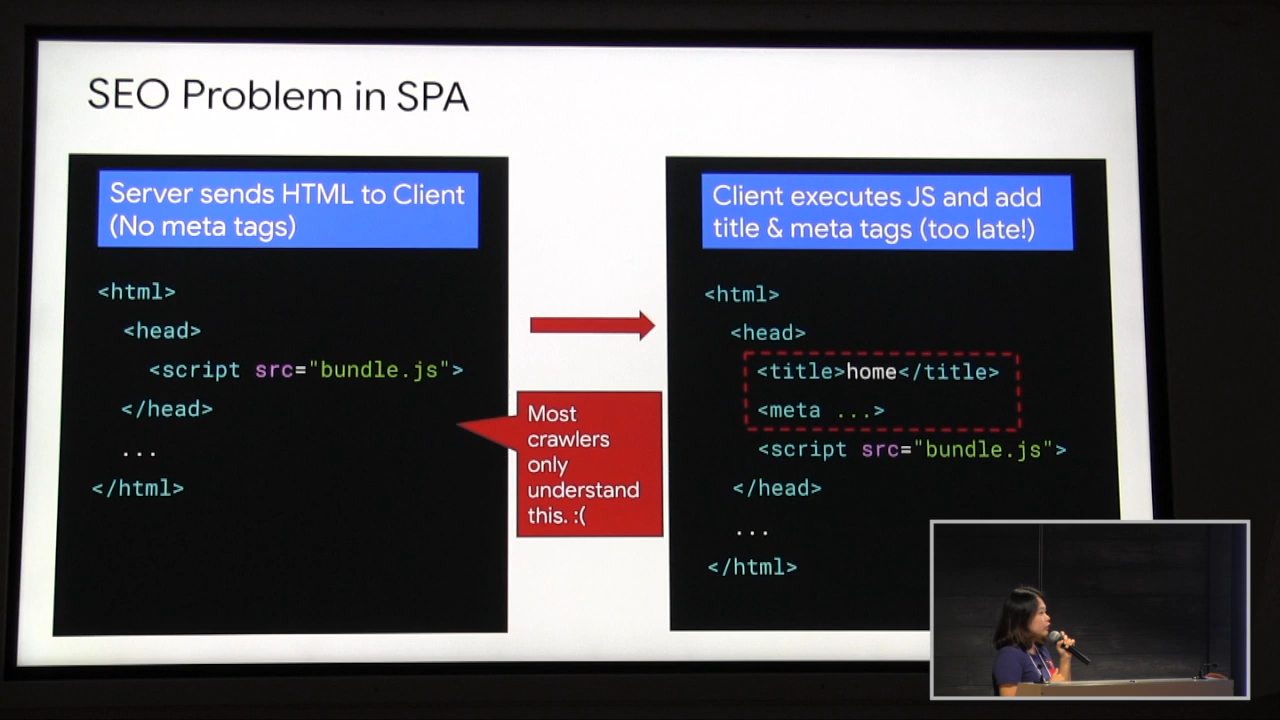 SEO Problem in SPA
Server sends HTML to Client
(No meta tags)
<html>
<head>
<script src="bundle.js">
</head>
...
</html>
Most
crawlers
only
understand
this. :(
Client executes JS and add
title & meta tags (too late!)
<html>
<head>
<title>home</title>
<meta ...>
<script src="bundle.js">
</head>
...
</html>